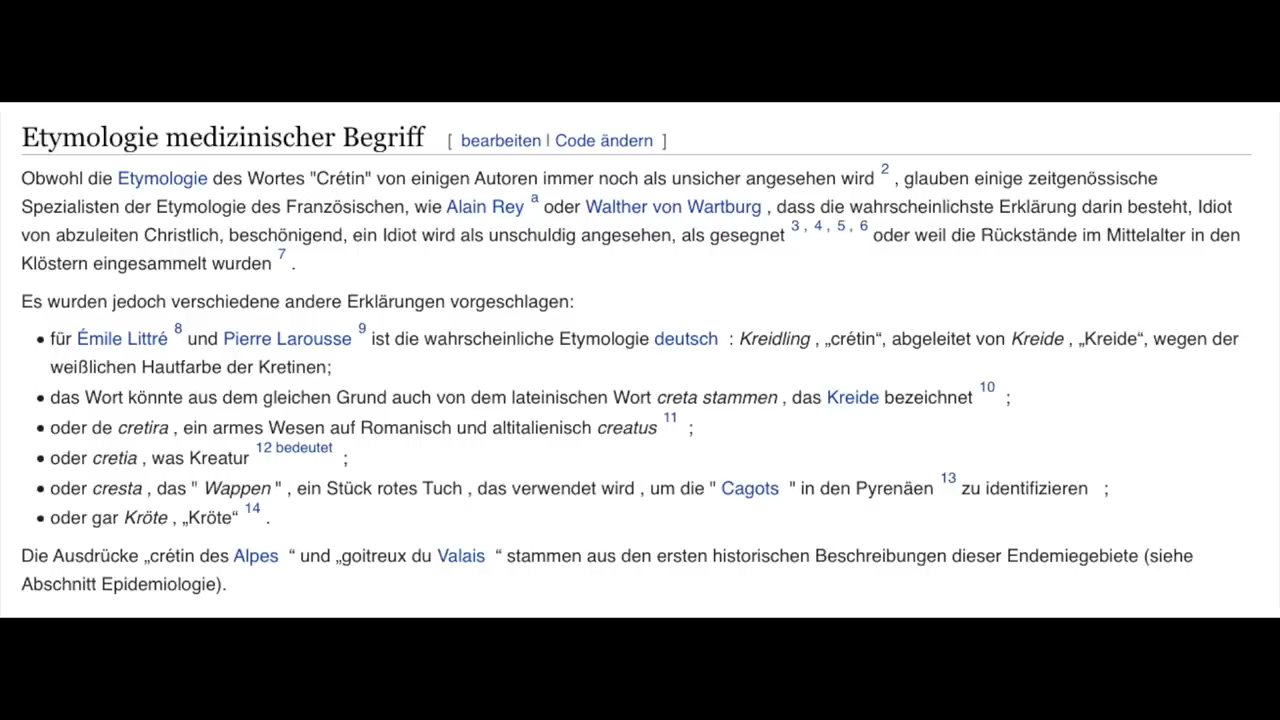 Etymologie medizinischer Begriff [ bearbeiten | Code ändern ]
Obwohl die Etymologie des Wortes "Crétin" von einigen Autoren immer noch als unsicher angesehen wird 2 , glauben einige zeitgenössische
Spezialisten der Etymologie des Französischen, wie Alain Rey a oder Walther von Wartburg , dass die wahrscheinlichste Erklärung darin besteht, Idiot
von abzuleiten Christlich, beschönigend, ein Idiot wird als unschuldig angesehen, als gesegnet 3 , 4 , 5 , 6 oder weil die Rückstände im Mittelalter in den
Klöstern eingesammelt wurden 7 .
Es wurden jedoch verschiedene andere Erklärungen vorgeschlagen:
• für Émile Littré 8 und Pierre Larousse 9 ist die wahrscheinliche Etymologie deutsch : Kreidling , „crétin“, abgeleitet von Kreide , „Kreide“, wegen der
weißlichen Hautfarbe der Kretinen;
• das Wort könnte aus dem gleichen Grund auch von dem lateinischen Wort creta stammen , das Kreide bezeichnet 10 ;
• oder de cretira , ein armes Wesen auf Romanisch und altitalienisch creatus 11 ;
• oder cretia , was Kreatur 12 bedeutet ;
• oder cresta , das " Wappen " , ein Stück rotes Tuch , das verwendet wird , um die " Cagots " in den Pyrenäen 13 zu identifizieren ;
• oder gar Kröte , „Kröte“ 14 .
Die Ausdrücke „crétin des Alpes “ und „goitreux du Valais “ stammen aus den ersten historischen Beschreibungen dieser Endemiegebiete (siehe
Abschnitt Epidemiologie).